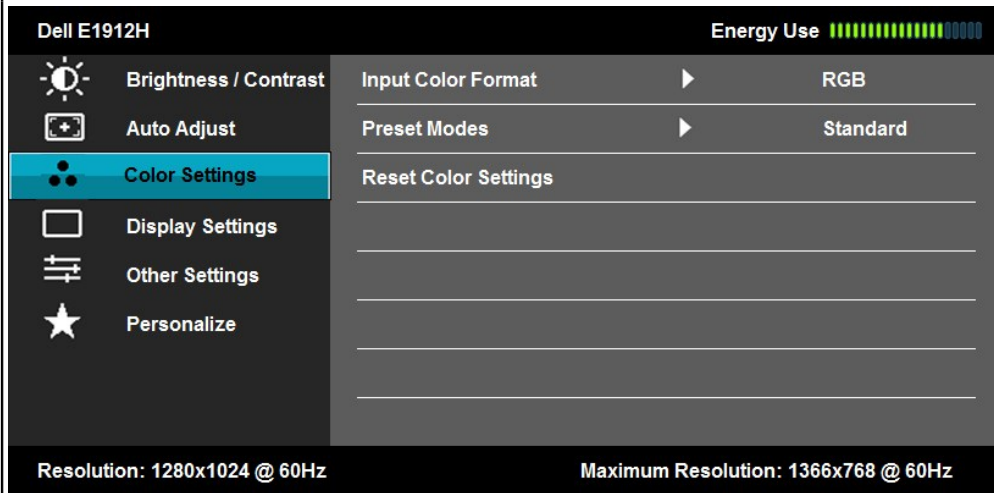 Dell E1912H Energy Use
Brightness / Contrast Input Color Format RGB
Auto Adjust Preset Modes Standard
Color Settings Reset Color Settings
Display Settings
Other Settings
Personalize
Resolution: 1280x1024 @ 60Hz Maximum Resolution: 1366x768 @ 60Hz